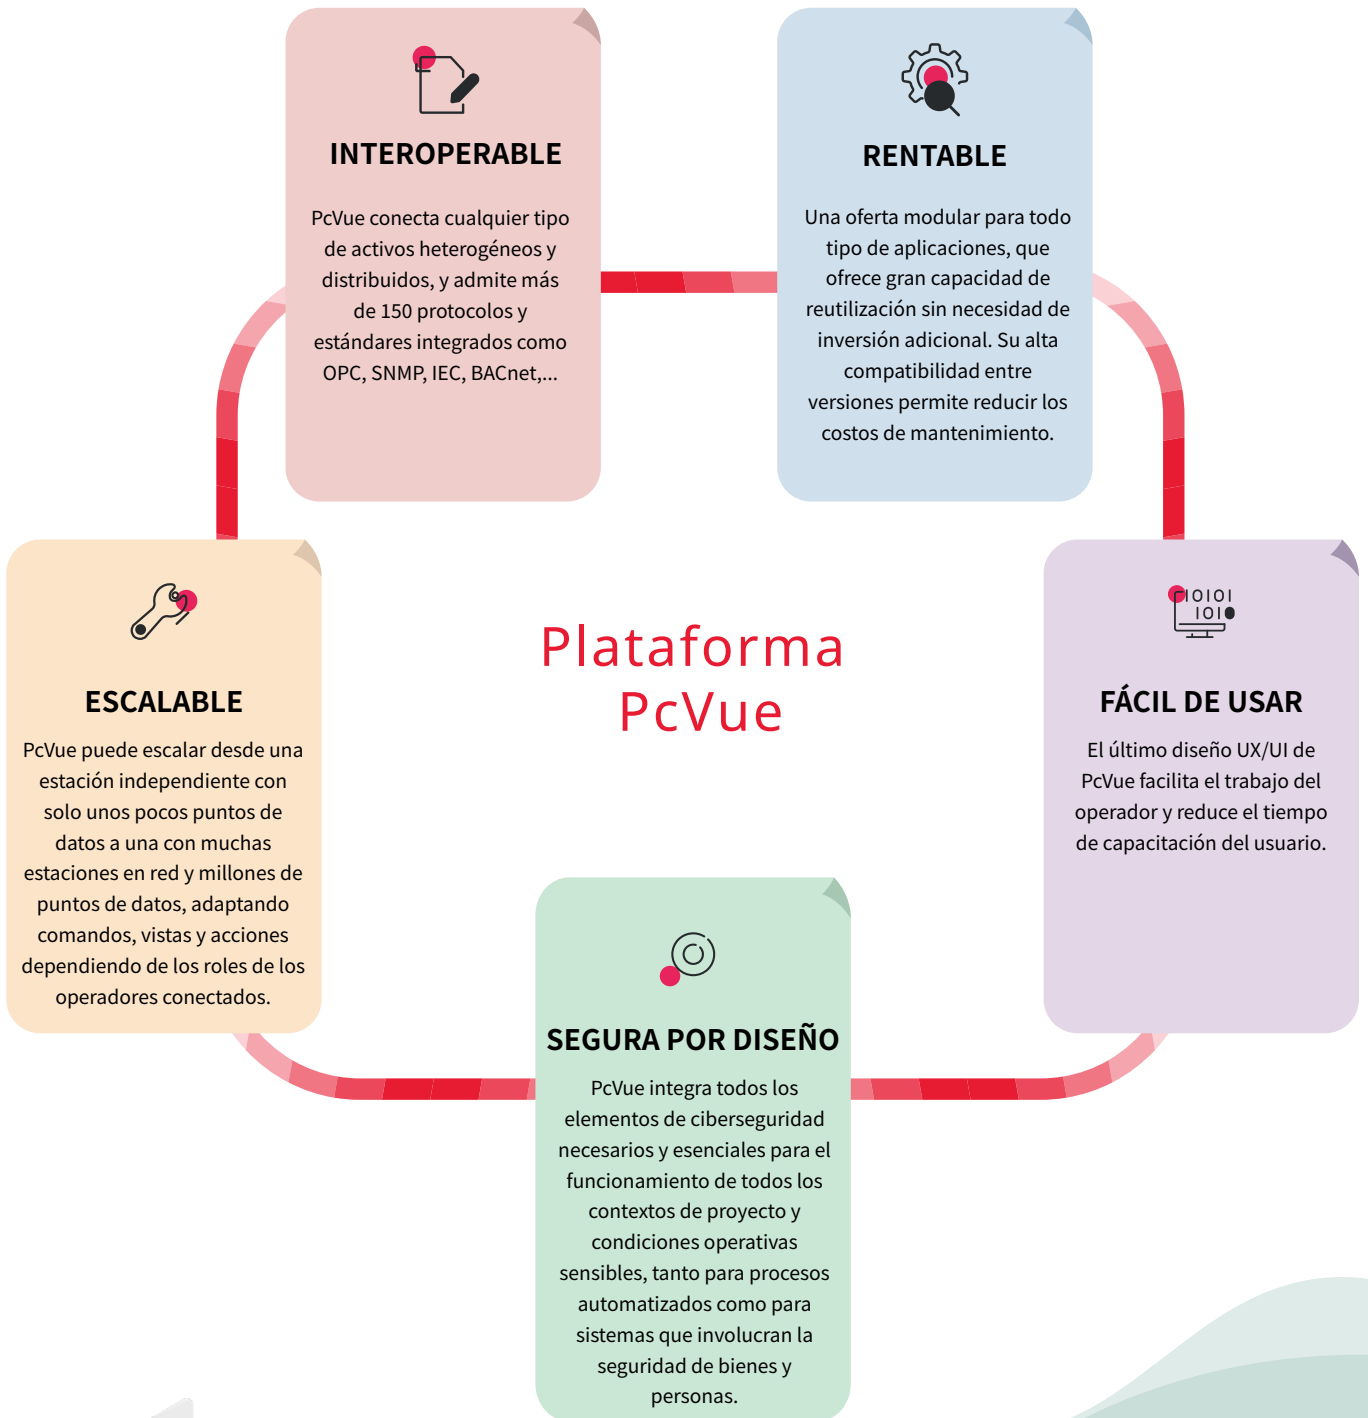 INTEROPERABLE
PcVue conecta cualquier tipo
de activos heterogéneos y
distribuidos, y admite más
de 150 protocolos y
estándares integrados como
OPC, SNMP, IEC, BACnet,...
RENTABLE
Una oferta modular para todo
tipo de aplicaciones, que
ofrece gran capacidad de
reutilización sin necesidad de
inversión adicional. Su alta
compatibilidad entre
versiones permite reducir los
costos de mantenimiento.
Plataforma
PcVue
ESCALABLE
PcVue puede escalar desde una
estación independiente con
solo unos pocos puntos de
datos a una con muchas
estaciones en red y millones de
puntos de datos, adaptando
comandos, vistas y acciones
dependiendo de los roles de los
operadores conectados.
10101
101
FÁCIL DE USAR
El último diseño UX/UI de
PcVue facilita el trabajo del
operador y reduce el tiempo
de capacitación del usuario.
SEGURA POR DISEÑO
PcVue integra todos los
elementos de ciberseguridad
necesarios y esenciales para el
funcionamiento de todos los
contextos de proyecto y
condiciones operativas
sensibles, tanto para procesos
automatizados como para
sistemas que involucran la
seguridad de bienes y
personas.